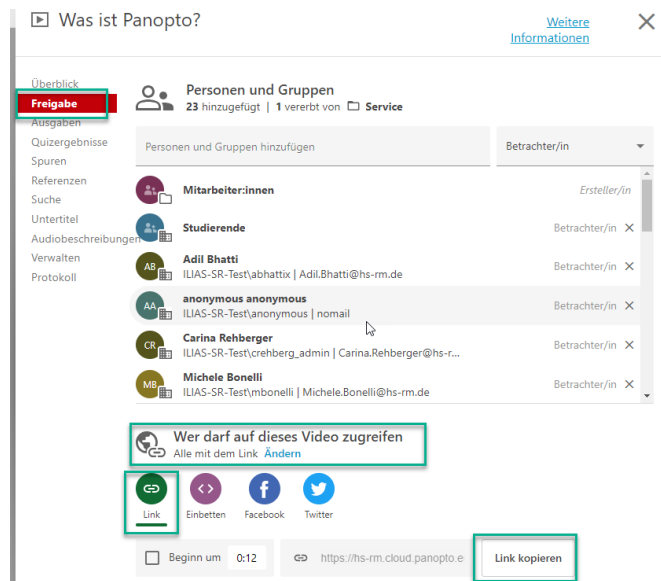 Was ist Panopto?
Weitere
Informationen
Überblick
Freigabe
Ausgaben
Quizergebnisse
Spuren
Referenzen
Suche
Untertitel
Audiobeschreibungen
Verwalten
Protokoll
Personen und Gruppen
23 hinzugefügt | 1 vererbt von Service
Personen und Gruppen hinzufügen
Betrachter/in
Mitarbeiter:innen Ersteller/in
Studierende Betrachter/in
AB Adil Bhatti
ILIAS-SR-Test\abhattix | Adil.Bhatti@hs-rm.de
Betrachter/in
AA anonymous anonymous
ILIAS-SR-Test\anonymous | nomail
Betrachter/in
CR Carina Rehberger
ILIAS-SR-Test\crehberg_admin | Carina.Rehberger@hs-r...
Betrachter/in
MB Michele Bonelli
ILIAS-SR-Test\mbonelli | Michele.Bonelli@hs-rm.de
Betrachter/in
Wer darf auf dieses Video zugreifen
Alle mit dem Link Ändern
Link Einbetten Facebook Twitter
Beginn um 0:12 https://hs-rm.cloud.panopto.e Link kopieren